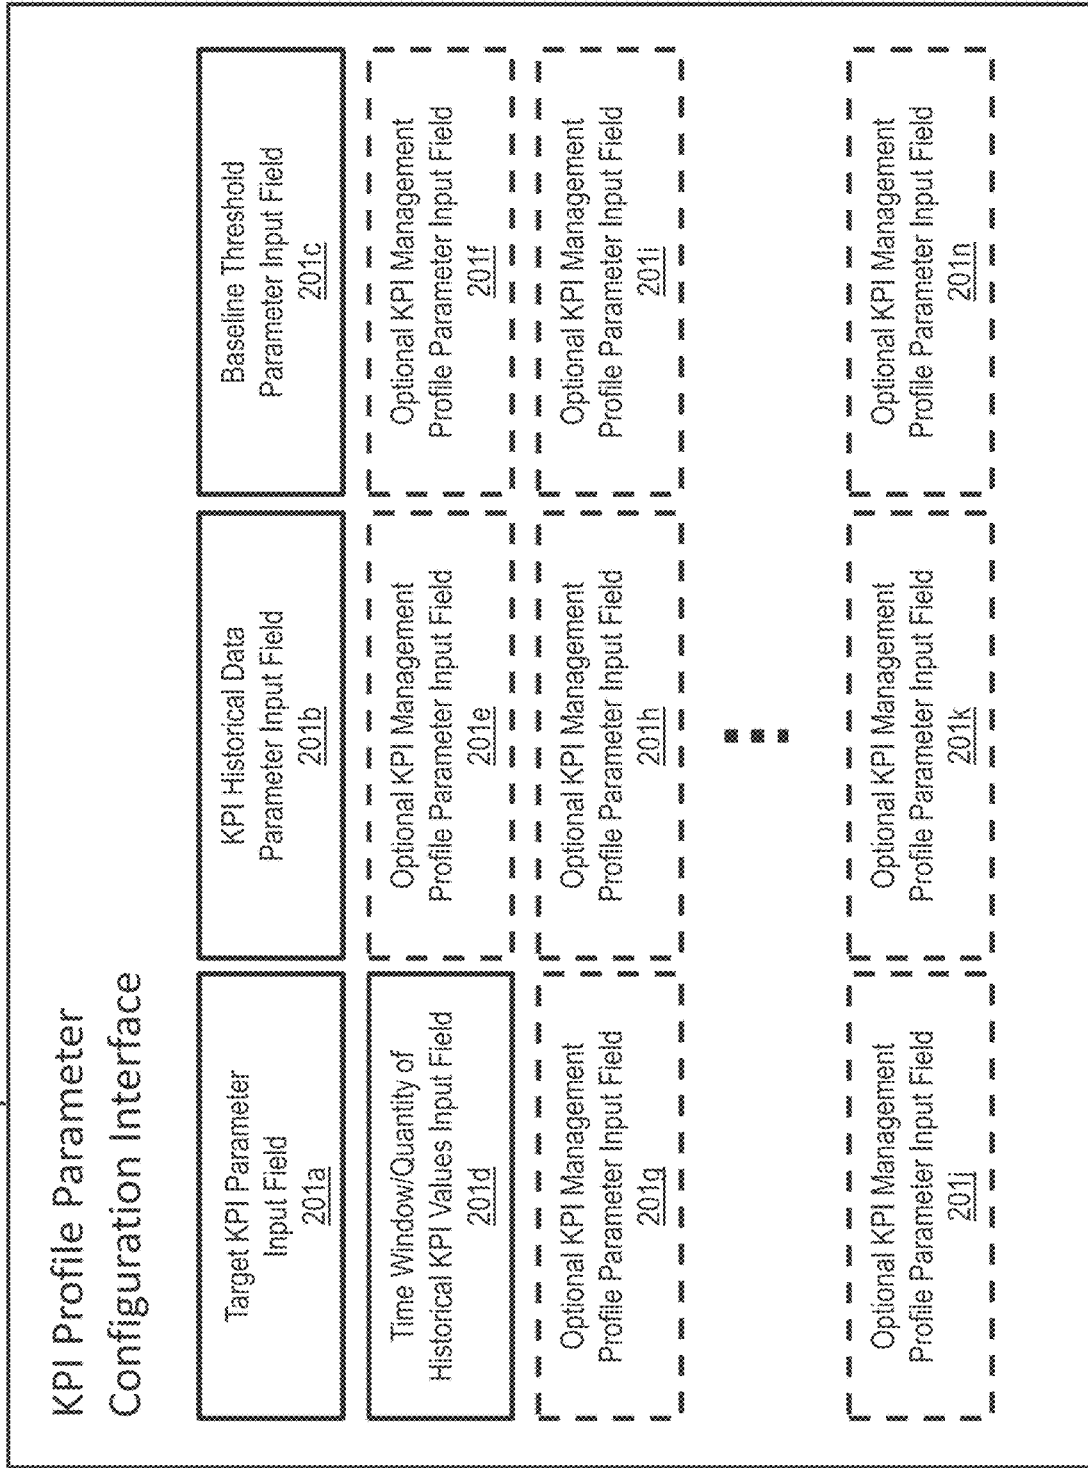 KPI Profile Parameter
Configuration Interface
Target KPI Parameter
Input Field
201a
KPI Historical Data
Parameter Input Field
201b
Baseline Threshold
Parameter Input Field
201c
Time Window/Quantity of
Historical KPI Values Input Field
201d
Optional KPI Management
Profile Parameter Input Field
201e
Optional KPI Management
Profile Parameter Input Field
201f
Optional KPI Management
Profile Parameter Input Field
201g
Optional KPI Management
Profile Parameter Input Field
201h
Optional KPI Management
Profile Parameter Input Field
201i
Optional KPI Management
Profile Parameter Input Field
201j
Optional KPI Management
Profile Parameter Input Field
201k
Optional KPI Management
Profile Parameter Input Field
201n